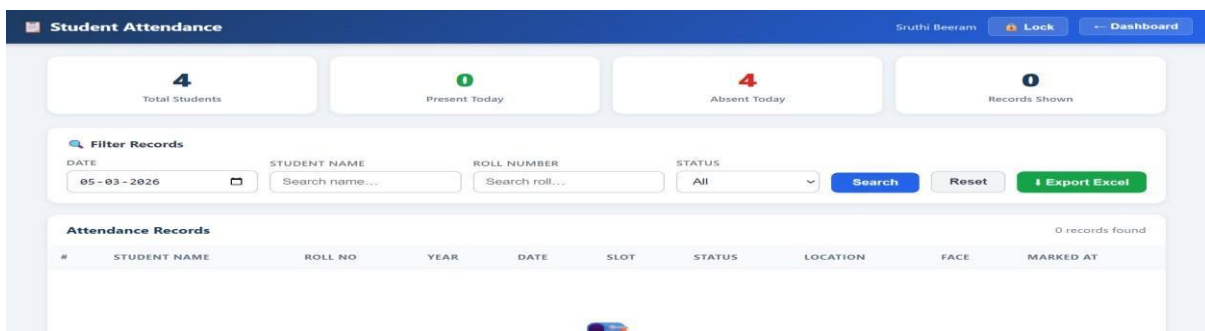 Student Attendance
Sruthi Beeram
Lock
← Dashboard
4
Total Students
0
Present Today
4
Absent Today
0
Records Shown
Filter Records
DATE
STUDENT NAME
ROLL NUMBER
STATUS
05-03-2026
Search name...
Search roll...
All
Search
Reset
⬇ Export Excel
Attendance Records
0 records found
# STUDENT NAME ROLL NO YEAR DATE SLOT STATUS LOCATION FACE MARKED AT